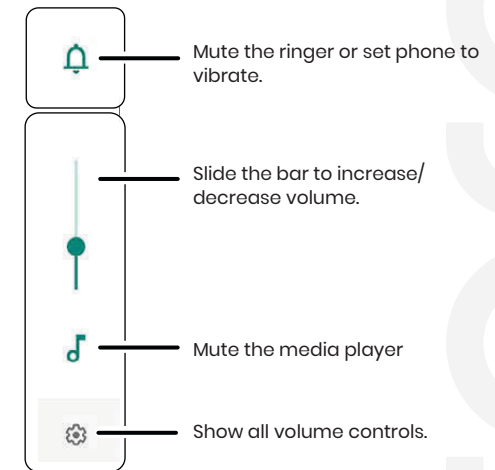 Mute the ringer or set phone to
vibrate.
Slide the bar to increase/
decrease volume.
Mute the media player
Show all volume controls.